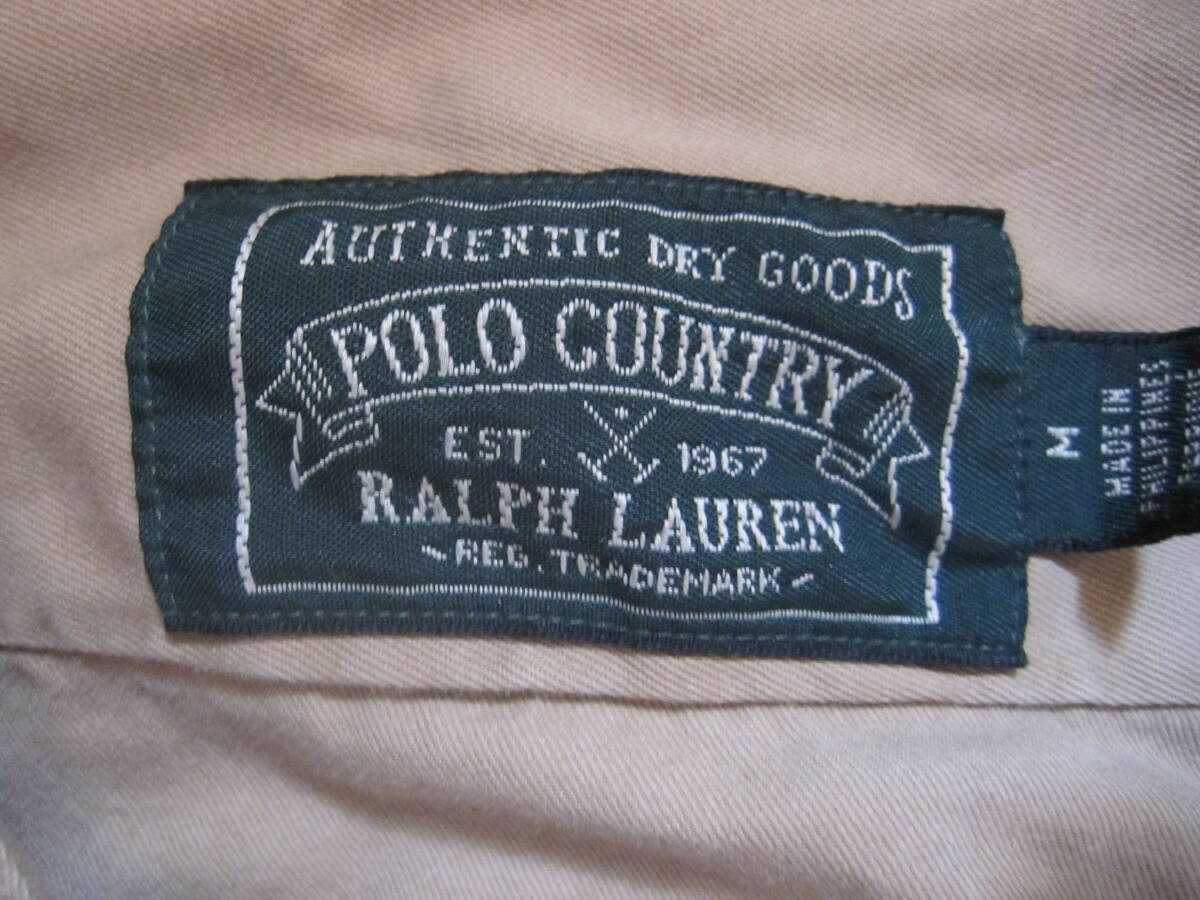 AUTHENTIC DRY GOODS
POLO COUNTRY
EST. 1967
RALPH LAUREN
~ REG. TRADEMARK ~
M
MADE IN
PHILIPPINES